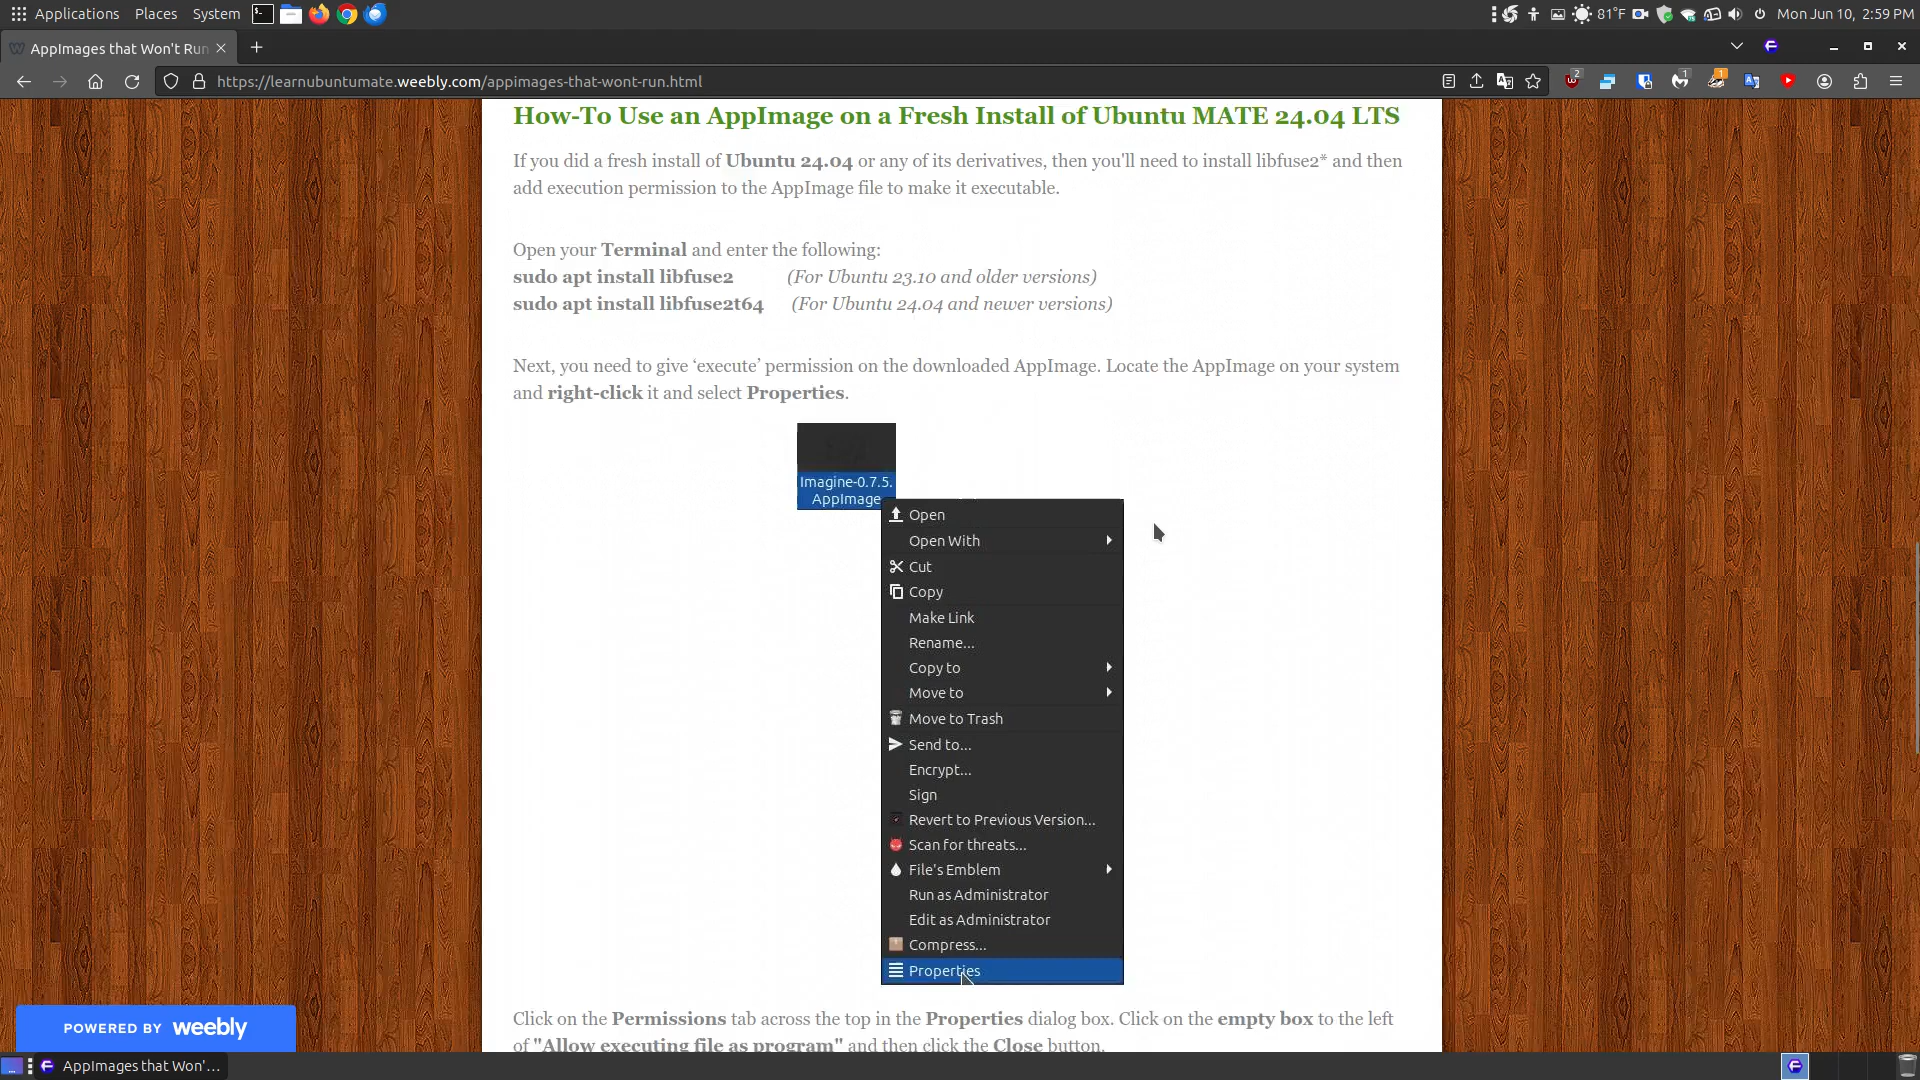 Applications Places System 81°F Mon Jun 10, 2:59 PM
AppImages that Won't Run
https://learnubuntumate.weebly.com/appimages-that-wont-run.html
2 1 1
How-To Use an AppImage on a Fresh Install of Ubuntu MATE 24.04 LTS
If you did a fresh install of Ubuntu 24.04 or any of its derivatives, then you'll need to install libfuse2* and then
add execution permission to the AppImage file to make it executable.
Open your Terminal and enter the following:
sudo apt install libfuse2 (For Ubuntu 23.10 and older versions)
sudo apt install libfuse2t64 (For Ubuntu 24.04 and newer versions)
Next, you need to give ‘execute’ permission on the downloaded AppImage. Locate the AppImage on your system
and right-click it and select Properties.
Imagine-0.7.5.
AppImage
Open
Open With
Cut
Copy
Make Link
Rename...
Copy to
Move to
Move to Trash
Send to...
Encrypt...
Sign
Revert to Previous Version...
Scan for threats...
File's Emblem
Run as Administrator
Edit as Administrator
Compress...
Properties
Click on the Permissions tab across the top in the Properties dialog box. Click on the empty box to the left
of "Allow executing file as program" and then click the Close button.
POWERED BY weebly
AppImages that Won'...